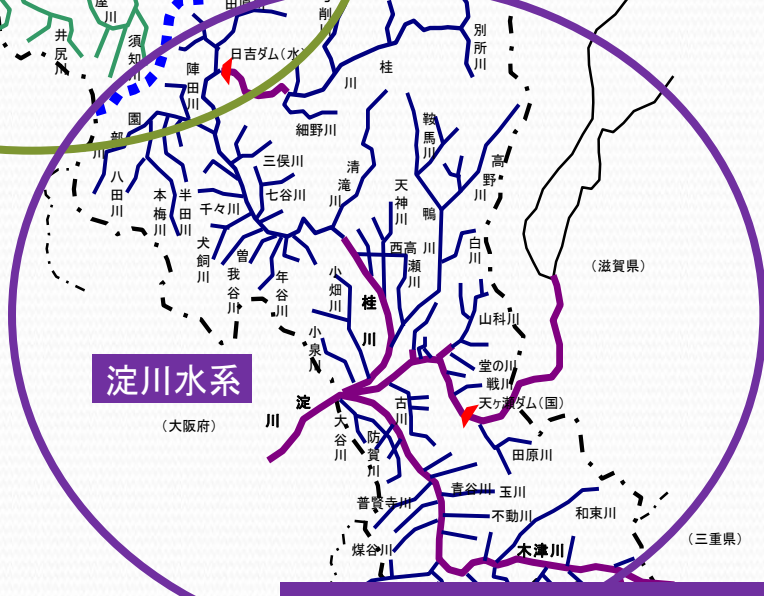 屋川
田原川
削川
別所川
井尻川
須知川
日吉ダム(水)
桂川
陣田川
園部川
細野川
鞍馬川
高野川
三俣川
清滝川
八田川
本梅川
半田川
千々川
七谷川
天神川
鴨川
犬飼川
曽我谷川
年谷川
西高瀬川
白川
(滋賀県)
小畑川
桂川
山科川
小泉川
淀川水系
堂の川
戦川
天ヶ瀬ダム(国)
淀川
(大阪府)
大谷川
古川
防賀川
田原川
青谷川
玉川
普賢寺川
不動川
和束川
煤谷川
木津川
(三重県)